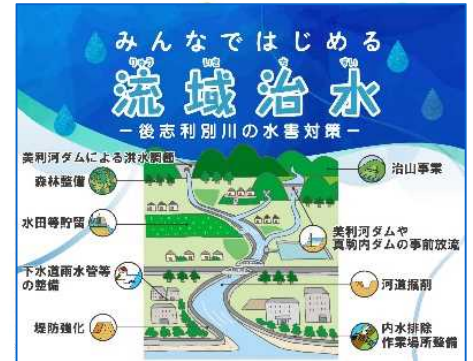 みんなではじめる
りゅう いき ち すい
流域治水
−後志利別川の水害対策−
美利河ダムによる洪水調節
森林整備
水田等貯留
下水道雨水管等
の整備
堤防強化
治山事業
美利河ダムや
真駒内ダムの事前放流
河道掘削
内水排除
作業場所整備